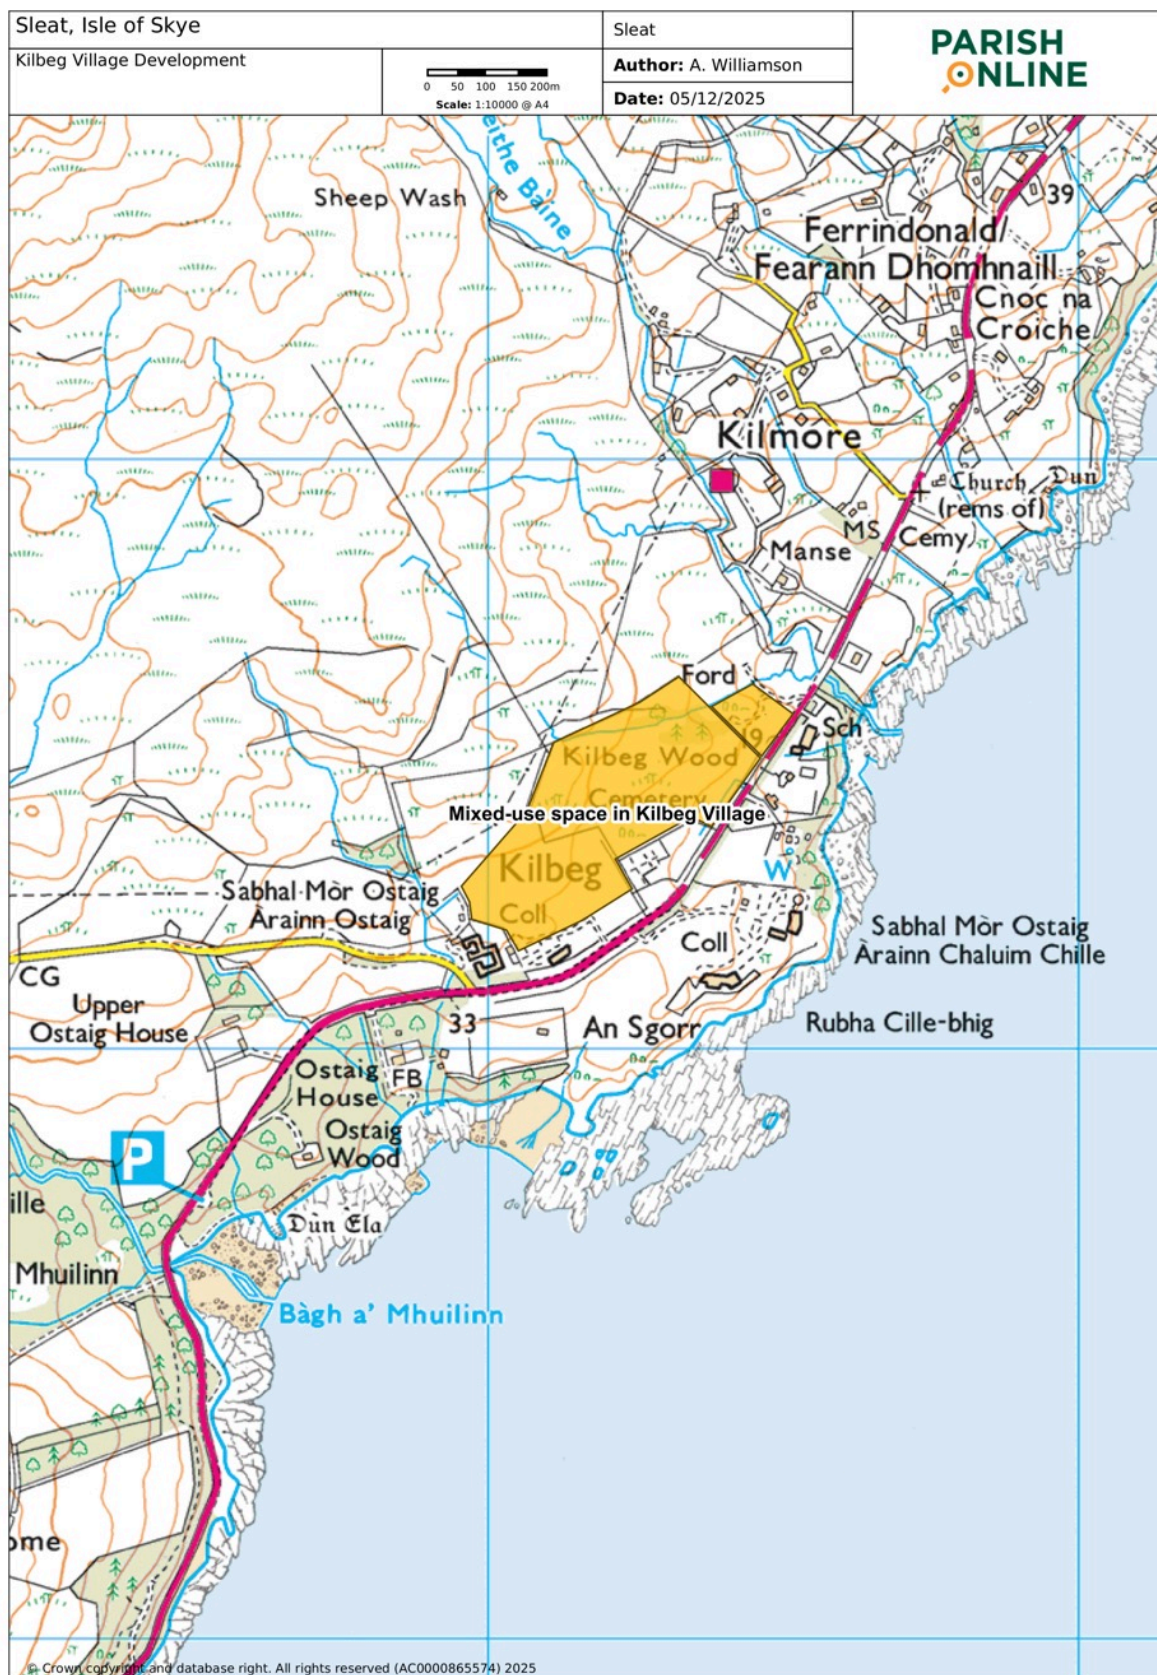 Sleat, Isle of Skye
Kilbeg Village Development
0 50 100 150 200m
Scale: 1:10000 @ A4
Sleat
Author: A. Williamson
Date: 05/12/2025
PARISH
ONLINE
eithe Bàine
Sheep Wash
39
Ferrindonald/
Fearann Dhomhnaill
Cnoc na
Croiche
Kilmore
Church
(rems of)
Dun
MS
Cemy
Manse
Ford
Sch
19
Kilbeg Wood
Cemetery
Mixed-use space in Kilbeg Village
Kilbeg
W
Coll
Sabhal Mòr Ostaig
Àrainn Ostaig
Coll
Sabhal Mòr Ostaig
Àrainn Chaluim Chille
CG
Upper
Ostaig House
33
An Sgorr
Rubha Cille-bhig
Ostaig
House
FB
Ostaig
Wood
P
ille
Dùn Ela
Mhuilinn
Bàgh a' Mhuilinn
ome
© Crown copyright and database right. All rights reserved (AC0000865574) 2025